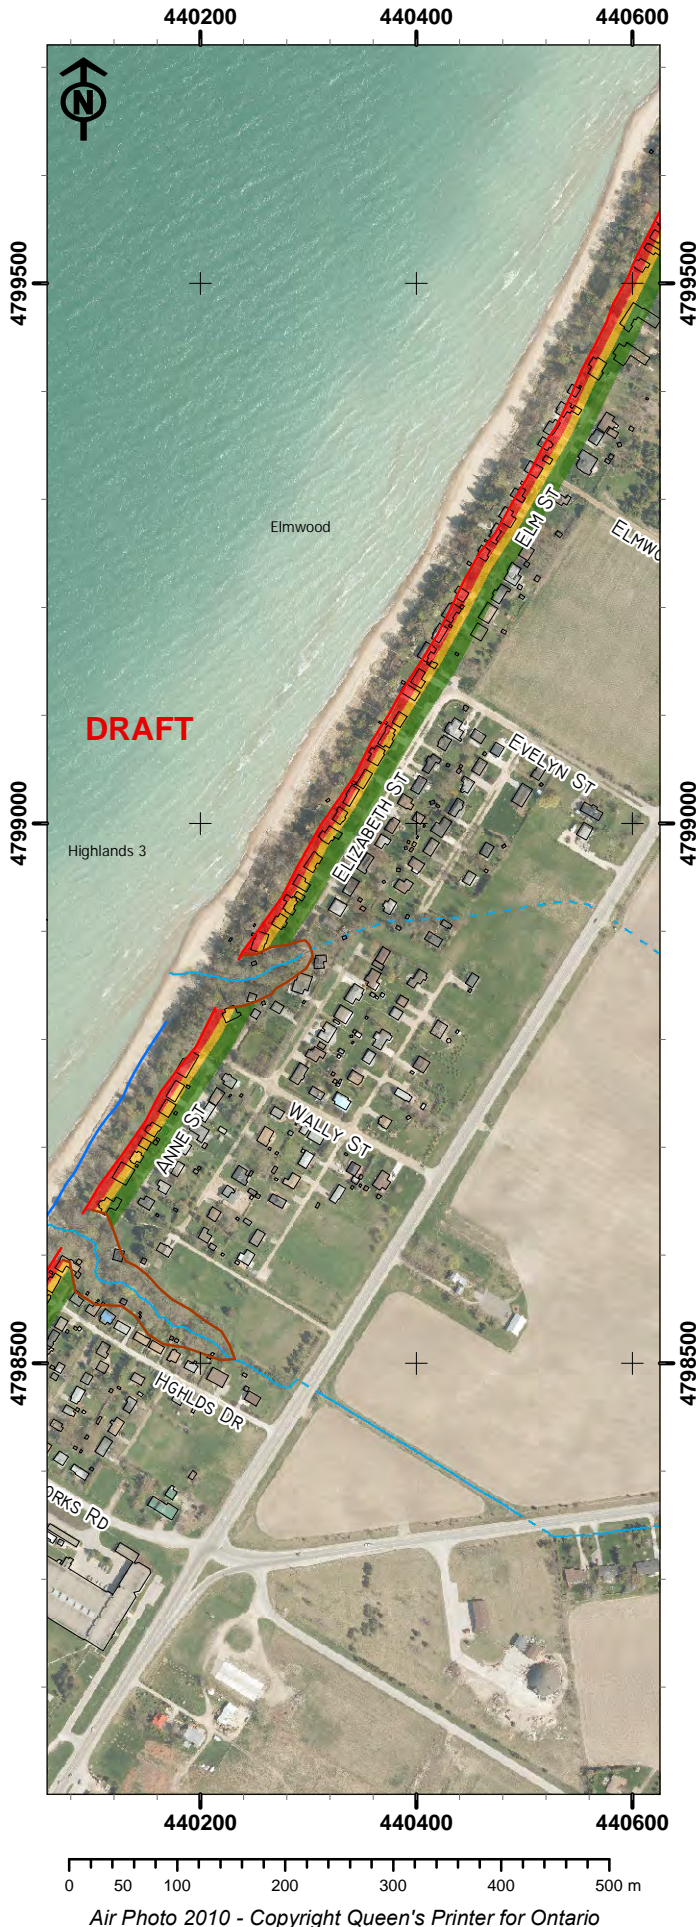 440200 440400 440600
N
4799500 4799500
Elmwood
ELM ST
DRAFT
EVELYN ST
4799000 4799000
ELIZABETH ST
Highlands 3
ANNE ST
WALLY ST
4798500 4798500
HGHLDS DR
ORKS RD
440200 440400 440600
0 50 100 200 300 400 500 m
Air Photo 2010 - Copyright Queen's Printer for Ontario